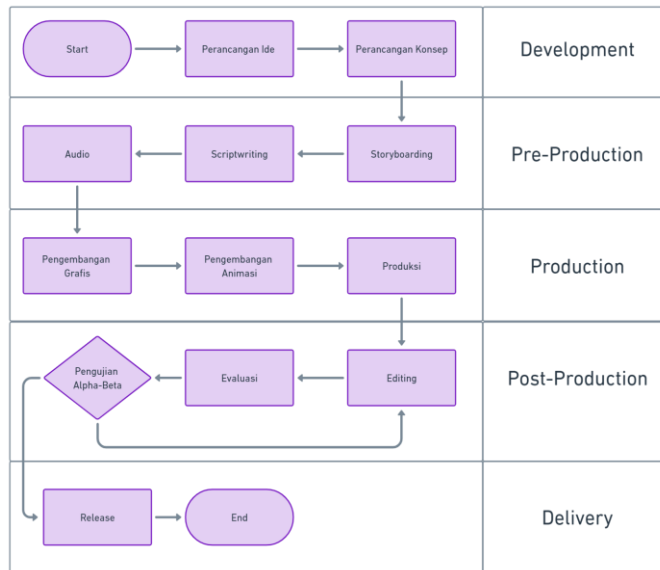 Start
Perancangan Ide
Perancangan Konsep
Development
Audio
Scriptwriting
Storyboarding
Pre-Production
Pengembangan
Grafis
Pengembangan
Animasi
Produksi
Production
Pengujian
Alpha-Beta
Evaluasi
Editing
Post-Production
Release
End
Delivery